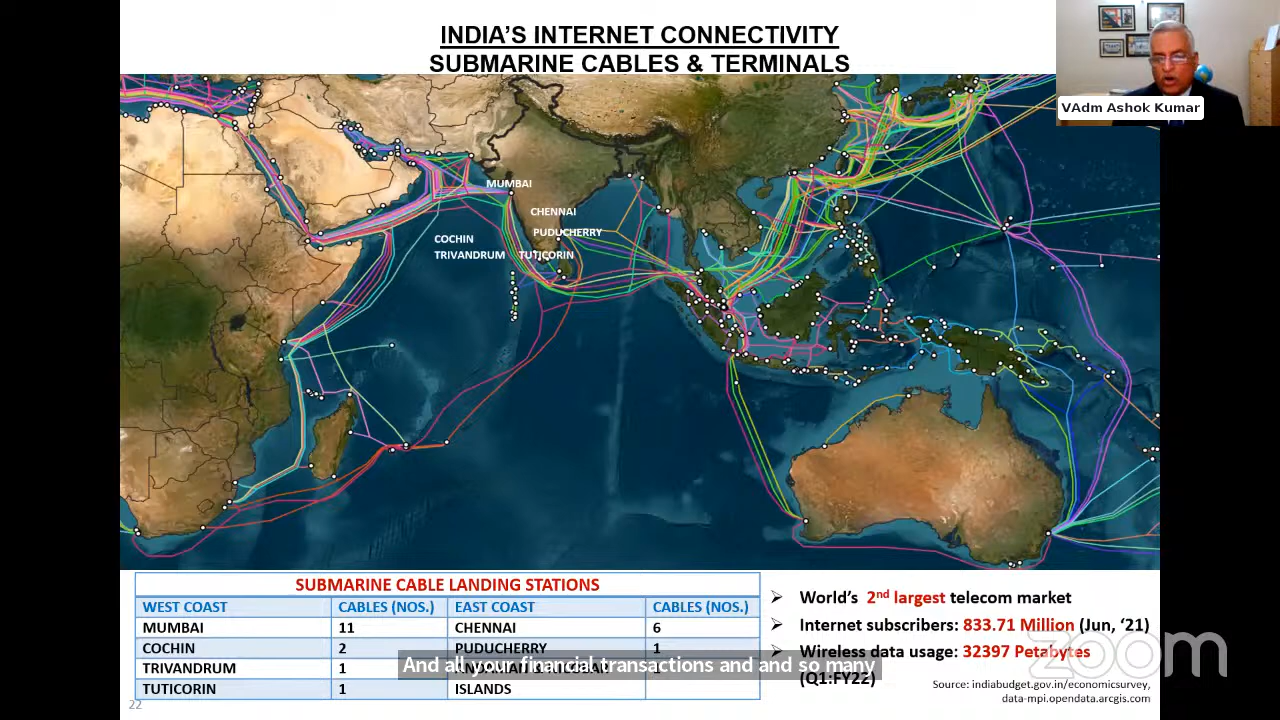 INDIA'S INTERNET CONNECTIVITY
SUBMARINE CABLES & TERMINALS
VAdm Ashok Kumar
MUMBAI
CHENNAI
PUDUCHERRY
COCHIN
TRIVANDRUM TUTICORIN
SUBMARINE CABLE LANDING STATIONS
WEST COAST CABLES (NOS.) EAST COAST CABLES (NOS.)
MUMBAI 11 CHENNAI 6
COCHIN 2 PUDUCHERRY 1
TRIVANDRUM 1
TUTICORIN 1 ISLANDS
And all your financial transactions and and so many
➢ World's 2nd largest telecom market
➢ Internet subscribers: 833.71 Million (Jun, '21)
➢ Wireless data usage: 32397 Petabytes
(Q1:FY22)
Source: indiabudget.gov.in/economicsurvey,
data-mpi.opendata.arcgis.com
zoom
22